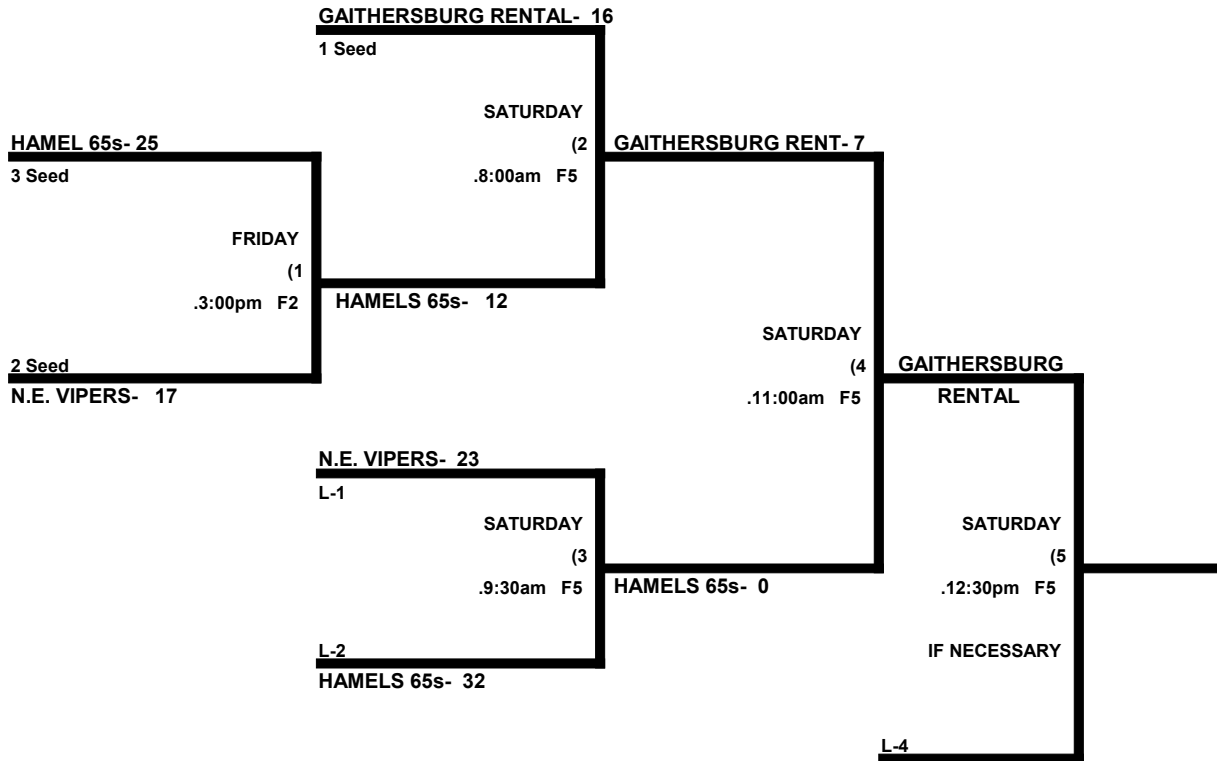 GAITHERSBURG RENTAL- 16
1 Seed
SATURDAY
HAMEL 65s- 25
(2
GAITHERSBURG RENT- 7
3 Seed
.8:00am F5
FRIDAY
(1
.3:00pm F2
HAMELS 65s- 12
SATURDAY
2 Seed
(4
GAITHERSBURG
N.E. VIPERS- 17
.11:00am F5
RENTAL
N.E. VIPERS- 23
L-1
SATURDAY
SATURDAY
(3
(5
.9:30am F5
HAMELS 65s- 0
.12:30pm F5
L-2
IF NECESSARY
HAMELS 65s- 32
L-4